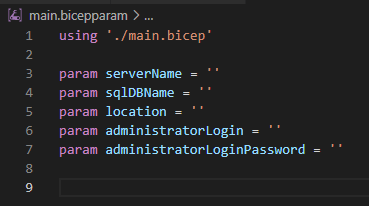 main.bicepparam > ...
1 using './main.bicep'
2
3 param serverName = ''
4 param sqlDBName = ''
5 param location = ''
6 param administratorLogin = ''
7 param administratorLoginPassword = ''
8
9